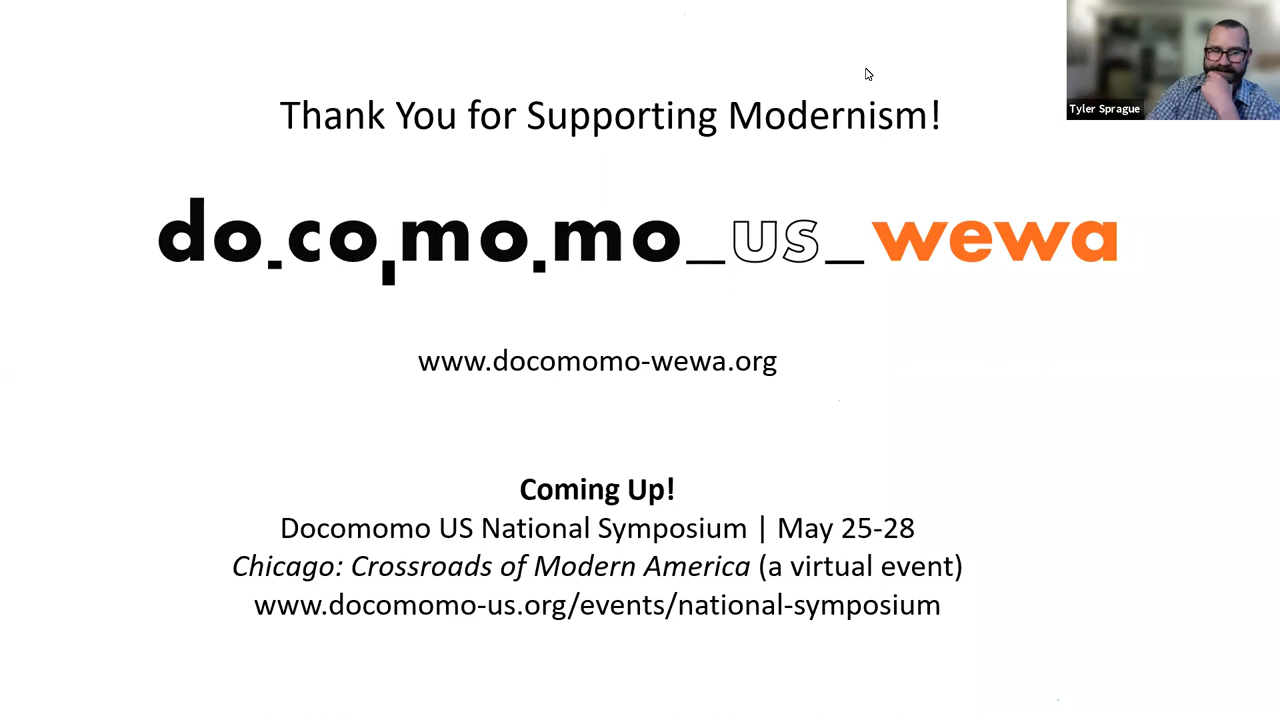 Thank You for Supporting Modernism!
Tyler Sprague
do.co,mo.mo_us_wewa
www.docomomo-wewa.org
Coming Up!
Docomomo US National Symposium | May 25-28
Chicago: Crossroads of Modern America (a virtual event)
www.docomomo-us.org/events/national-symposium